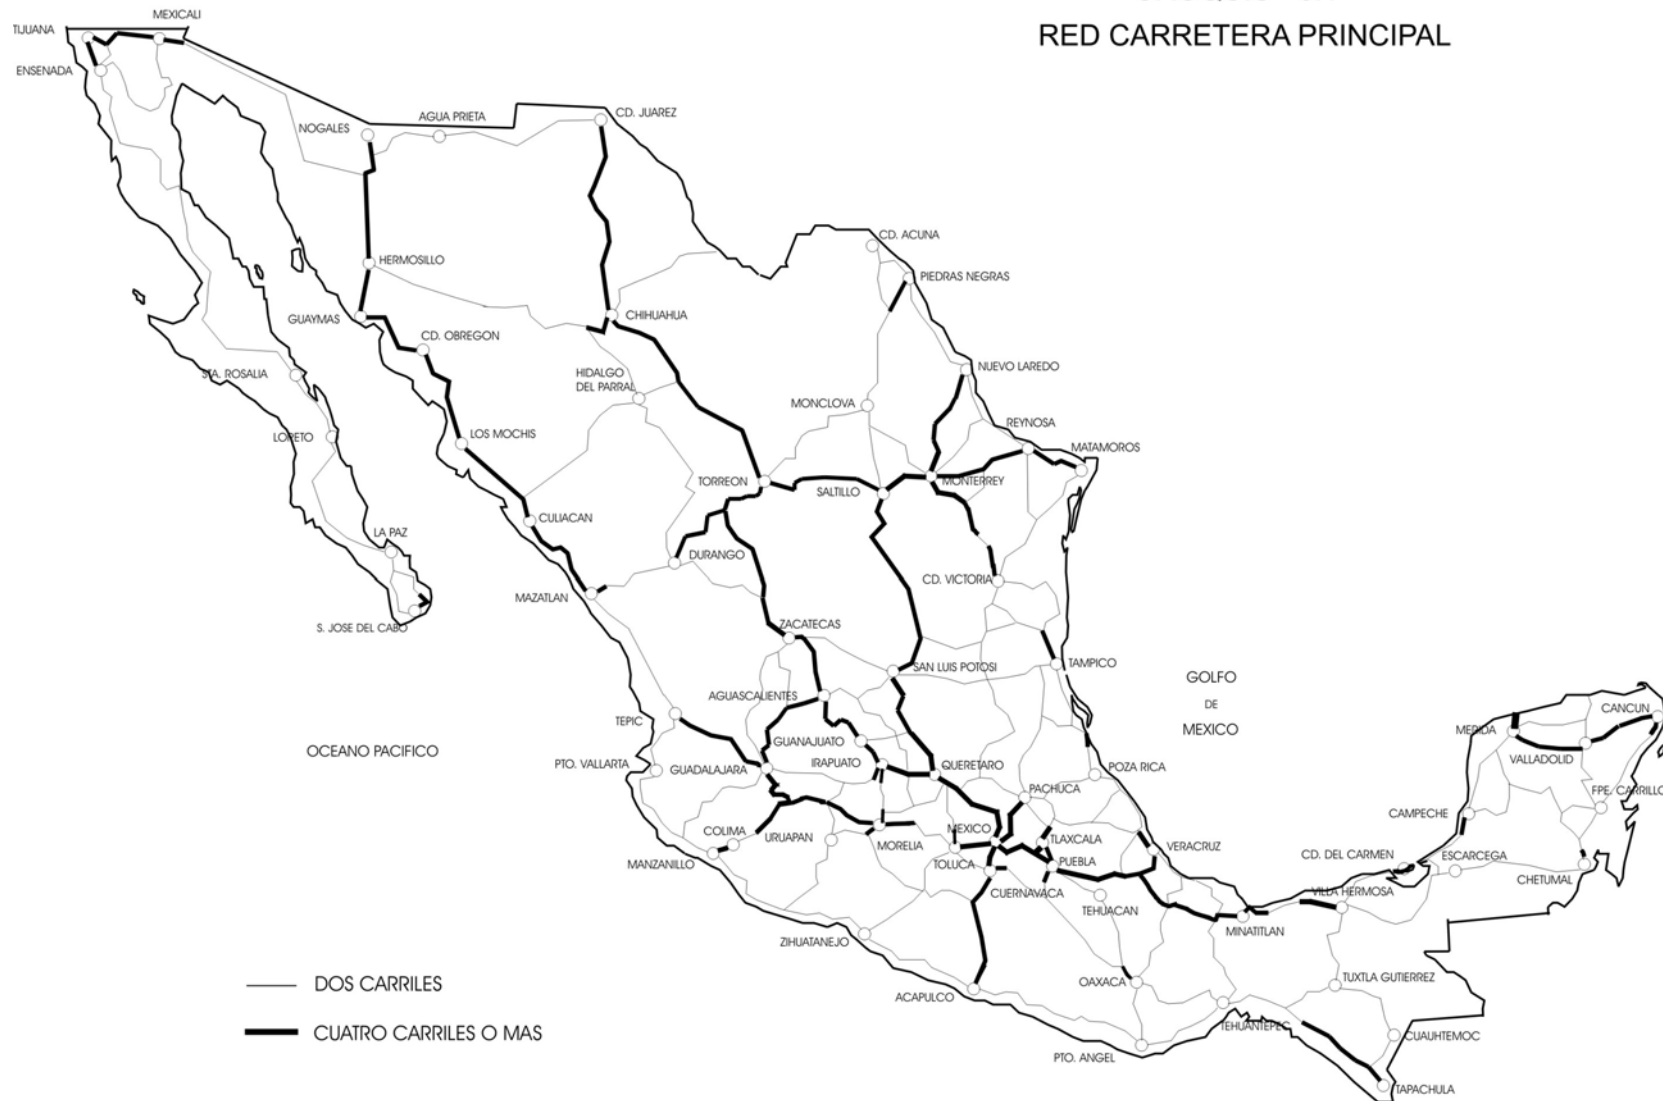 RED CARRETERA PRINCIPAL
MEXICALI
TIJUANA
ENSENADA
NOGALES
AGUA PRIETA
CD. JUAREZ
CD. ACUNA
PIEDRAS NEGRAS
HERMOSILLO
GUAYMAS
CHIHUAHUA
CD. OBREGON
STA. ROSALIA
HIDALGO
DEL PARRAL
NUEVO LAREDO
MONCLOVA
REYNOSA
LORETO
LOS MOCHIS
MATAMOROS
TORREON
SALTILLO
MONTERREY
CULIACAN
LA PAZ
DURANGO
CD. VICTORIA
MAZATLAN
S. JOSE DEL CABO
ZACATECAS
SAN LUIS POTOSI
TAMPICO
GOLFO
DE
MEXICO
AGUASCALIENTES
TEPIC
CANCUN
MERIDA
OCEANO PACIFICO
GUANAJUATO
VALLADOLID
PTO. VALLARTA
GUADALAJARA
IRAPUATO
QUERETARO
POZA RICA
PACHUCA
FPE. CARRILLO
CAMPECHE
COLIMA
URUAPAN
MEXICO
TLAXCALA
MORELIA
VERACRUZ
MANZANILLO
TOLUCA
PUEBLA
CD. DEL CARMEN
ESCARCEGA
CHETUMAL
CUERNAVACA
VILLA HERMOSA
TEHUACAN
MINATITLAN
ZIHUATANEJO
OAXACA
TUXTLA GUTIERREZ
DOS CARRILES
ACAPULCO
TEHUANTEPEC
CUATRO CARRILES O MAS
CUAUHTEMOC
PTO. ANGEL
TAPACHULA